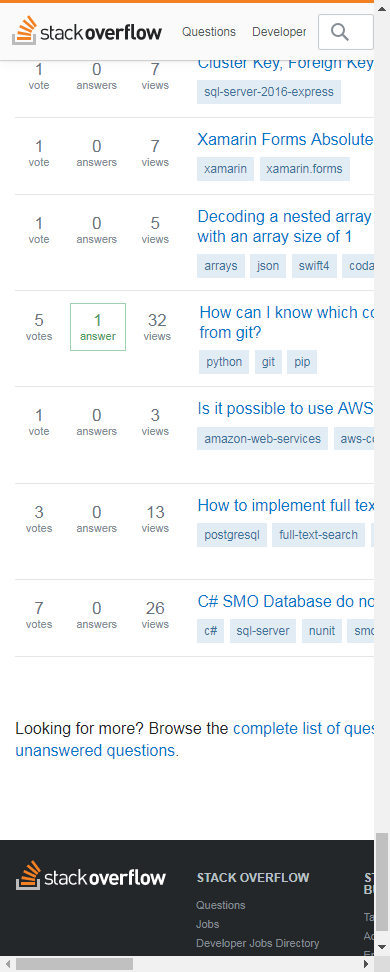 stackoverflow Questions Developer
1 0 7 Cluster Key, Foreign Key
vote answers views
sql-server-2016-express
1 0 7 Xamarin Forms Absolute
vote answers views
xamarin xamarin.forms
1 0 5 Decoding a nested array
vote answers views with an array size of 1
arrays json swift4 coda
5 1 32 How can I know which co
votes answer views from git?
python git pip
1 0 3 Is it possible to use AWS
vote answers views
amazon-web-services aws-co
3 0 13 How to implement full tex
votes answers views
postgresql full-text-search
7 0 26 C# SMO Database do no
votes answers views
c# sql-server nunit smo
Looking for more? Browse the complete list of ques
unanswered questions.
stackoverflow STACK OVERFLOW
Questions
Jobs
Developer Jobs Directory